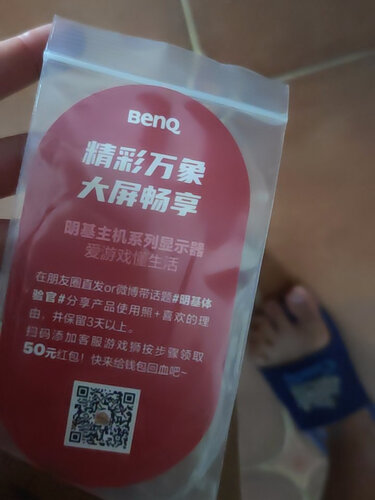 BenQ
精彩万象
大屏畅享
明基主机系列显示器
爱游戏懂生活
在朋友圈直发or微博带话题#明基体
验官#分享产品使用照+喜欢的理
由，并保留3天以上。
扫码添加客服游戏狮按步骤领取
50元红包！快来给钱包回血吧~